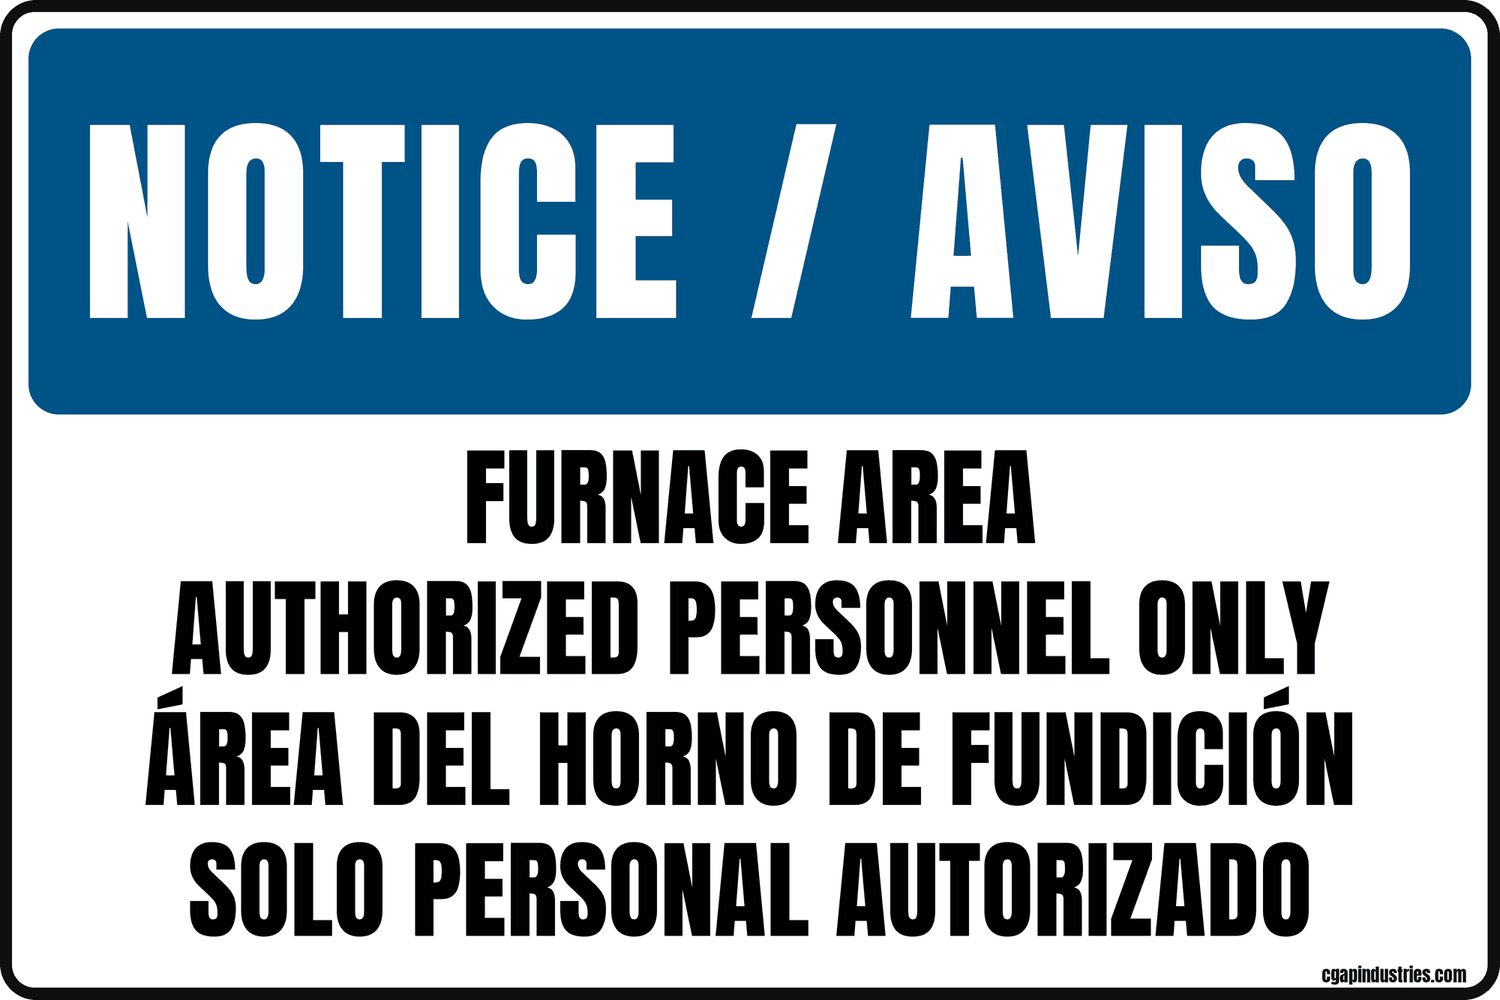 NOTICE / AVISO
FURNACE AREA
AUTHORIZED PERSONNEL ONLY
ÁREA DEL HORNO DE FUNDICIÓN
SOLO PERSONAL AUTORIZADO
cgapindustries.com